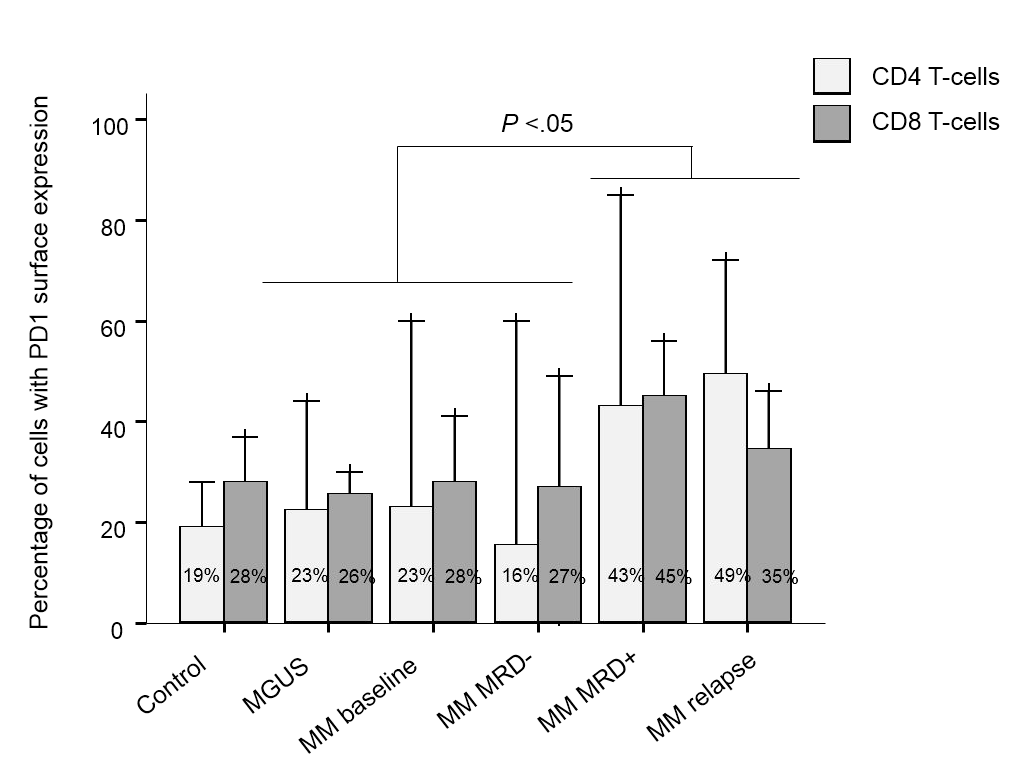 CD4 T-cells
CD8 T-cells
P <.05
Percentage of cells with PD1 surface expression
100
80
60
40
20
0
19% 28% 23% 26% 23% 28% 16% 27% 43% 45% 49% 35%
Control
MGUS
MM baseline
MM MRD-
MM MRD+
MM relapse